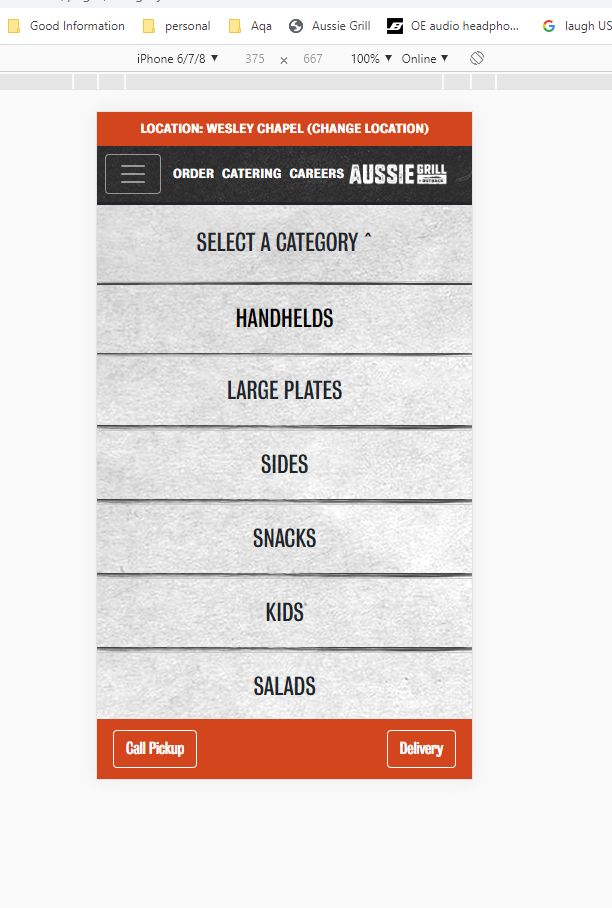 Good Information personal Aqa Aussie Grill OE audio headpho... laugh US
iPhone 6/7/8 ▼ 375 × 667 100% ▼ Online ▼
LOCATION: WESLEY CHAPEL (CHANGE LOCATION)
ORDER CATERING CAREERS AUSSIE GRILL
SELECT A CATEGORY ^
HANDHELDS
LARGE PLATES
SIDES
SNACKS
KIDS
SALADS
Call Pickup Delivery